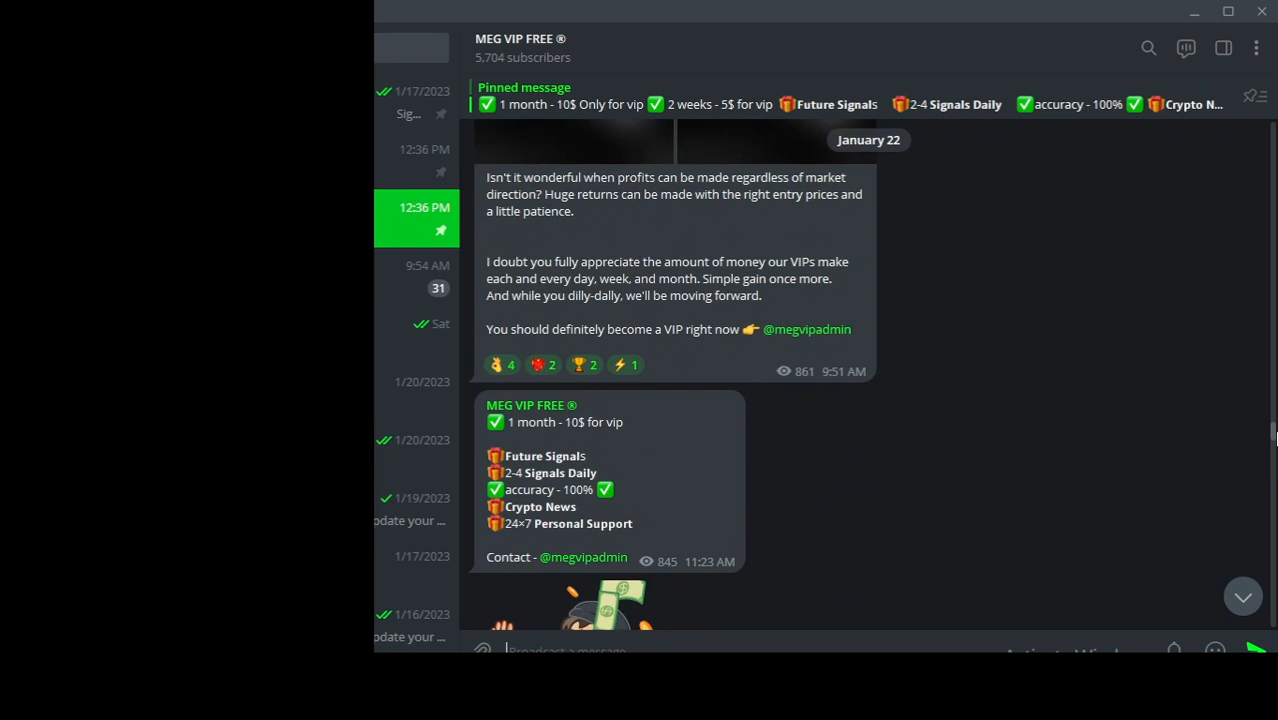 MEG VIP FREE ®
5,704 subscribers
Pinned message
✅ 1 month - 10$ Only for vip ✅ 2 weeks - 5$ for vip 🎁Future Signals 🎁2-4 Signals Daily ✅accuracy - 100% ✅ 🎁Crypto N...
1/17/2023
Sig...
12:36 PM
12:36 PM
9:54 AM
31
Sat
1/20/2023
1/20/2023
1/19/2023
pdate your ...
1/17/2023
1/16/2023
pdate your ...
January 22
Isn't it wonderful when profits can be made regardless of market
direction? Huge returns can be made with the right entry prices and
a little patience.
I doubt you fully appreciate the amount of money our VIPs make
each and every day, week, and month. Simple gain once more.
And while you dilly-dally, we'll be moving forward.
You should definitely become a VIP right now 👉 @megvipadmin
4 2 2 1
861 9:51 AM
MEG VIP FREE ®
✅ 1 month - 10$ for vip
🎁Future Signals
🎁2-4 Signals Daily
✅accuracy - 100% ✅
🎁Crypto News
🎁24×7 Personal Support
Contact - @megvipadmin 845 11:23 AM
Broadcast a message...